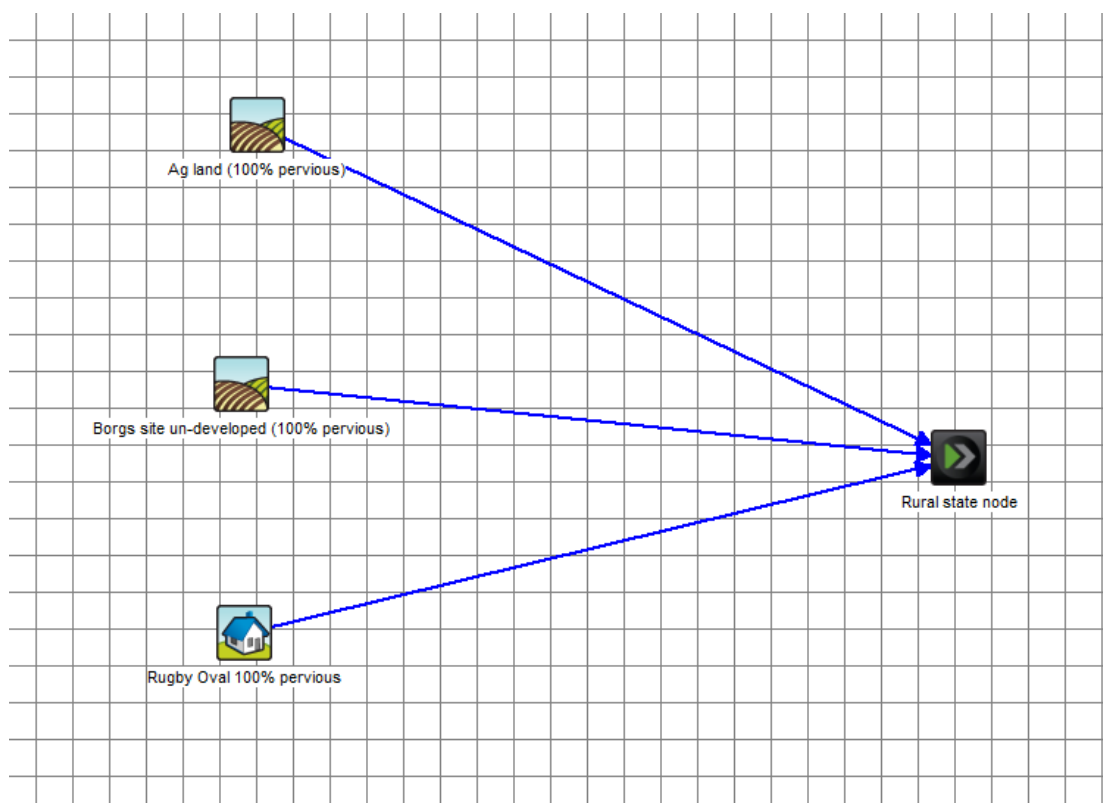 Ag land (100% pervious)
Borgs site un-developed (100% pervious)
Rural state node
Rugby Oval 100% pervious